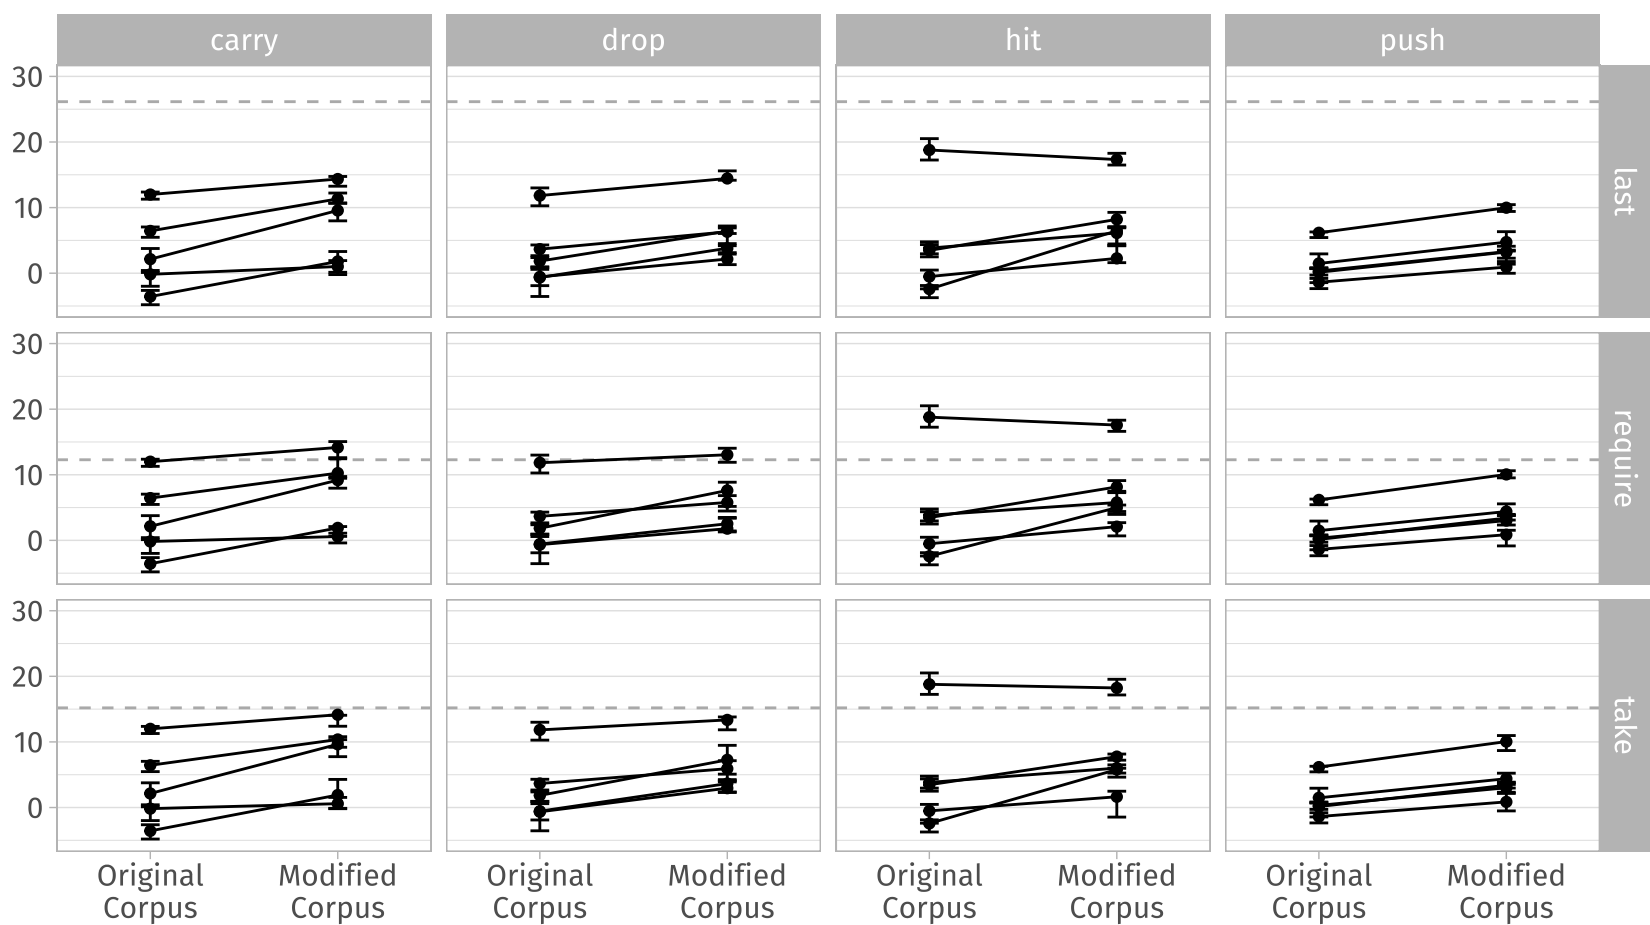 carry drop hit push
30
20
10
0
last
30
20
10
0
require
30
20
10
0
take
Original Modified Original Modified Original Modified Original Modified
Corpus Corpus Corpus Corpus Corpus Corpus Corpus Corpus